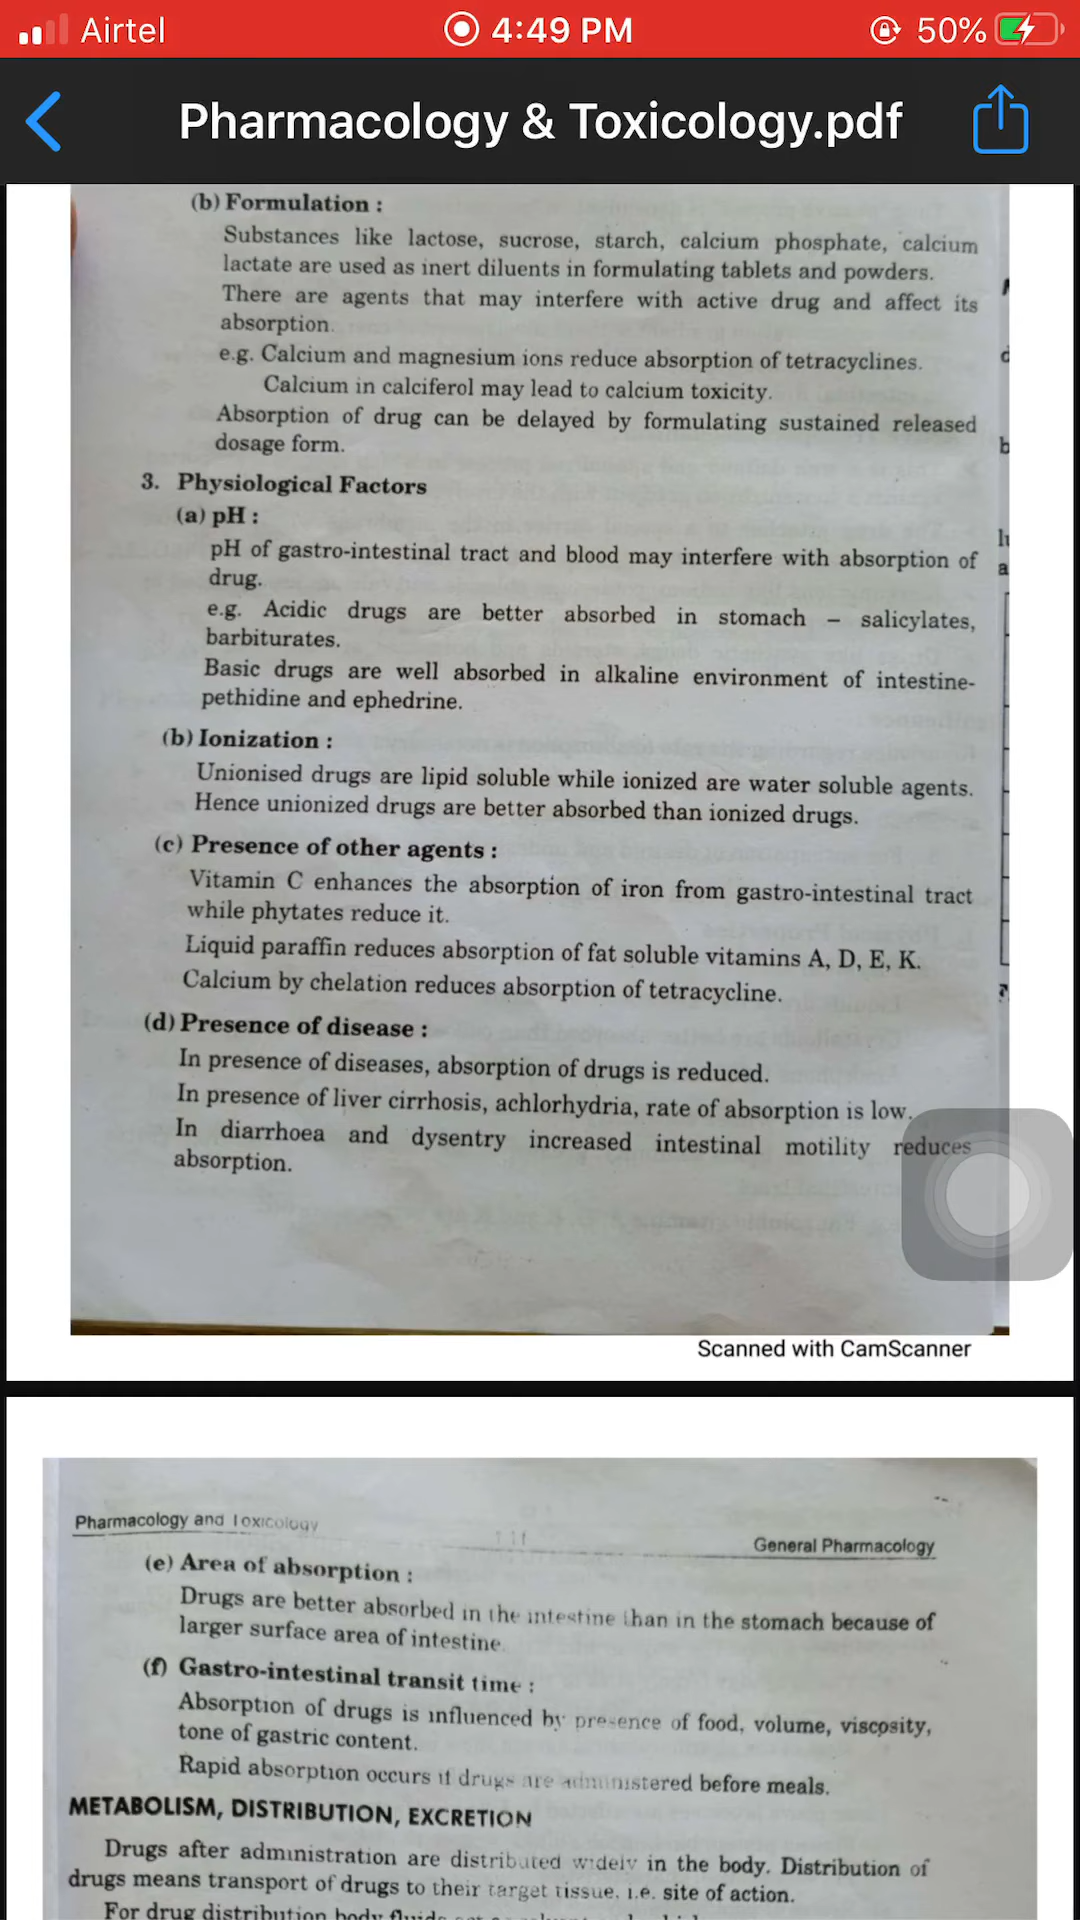 Airtel
4:49 PM
50%
Pharmacology & Toxicology.pdf
(b) Formulation :
Substances like lactose, sucrose, starch, calcium phosphate, calcium
lactate are used as inert diluents in formulating tablets and powders.
There are agents that may interfere with active drug and affect its
absorption.
e.g. Calcium and magnesium ions reduce absorption of tetracyclines.
Calcium in calciferol may lead to calcium toxicity.
Absorption of drug can be delayed by formulating sustained released
dosage form.
3. Physiological Factors
(a) pH :
pH of gastro-intestinal tract and blood may interfere with absorption of
drug.
e.g. Acidic drugs are better absorbed in stomach – salicylates,
barbiturates.
Basic drugs are well absorbed in alkaline environment of intestine-
pethidine and ephedrine.
(b) Ionization :
Unionised drugs are lipid soluble while ionized are water soluble agents.
Hence unionized drugs are better absorbed than ionized drugs.
(c) Presence of other agents :
Vitamin C enhances the absorption of iron from gastro-intestinal tract
while phytates reduce it.
Liquid paraffin reduces absorption of fat soluble vitamins A, D, E, K.
Calcium by chelation reduces absorption of tetracycline.
(d) Presence of disease :
In presence of diseases, absorption of drugs is reduced.
In presence of liver cirrhosis, achlorhydria, rate of absorption is low.
In diarrhoea and dysentry increased intestinal motility reduces
absorption.
Scanned with CamScanner
Pharmacology and Toxicology
General Pharmacology
(e) Area of absorption :
Drugs are better absorbed in the intestine than in the stomach because of
larger surface area of intestine.
(f) Gastro-intestinal transit time :
Absorption of drugs is influenced by presence of food, volume, viscosity,
tone of gastric content.
Rapid absorption occurs if drugs are administered before meals.
METABOLISM, DISTRIBUTION, EXCRETION
Drugs after administration are distributed widely in the body. Distribution of
drugs means transport of drugs to their target tissue, i.e. site of action.
For drug distribution body fluids